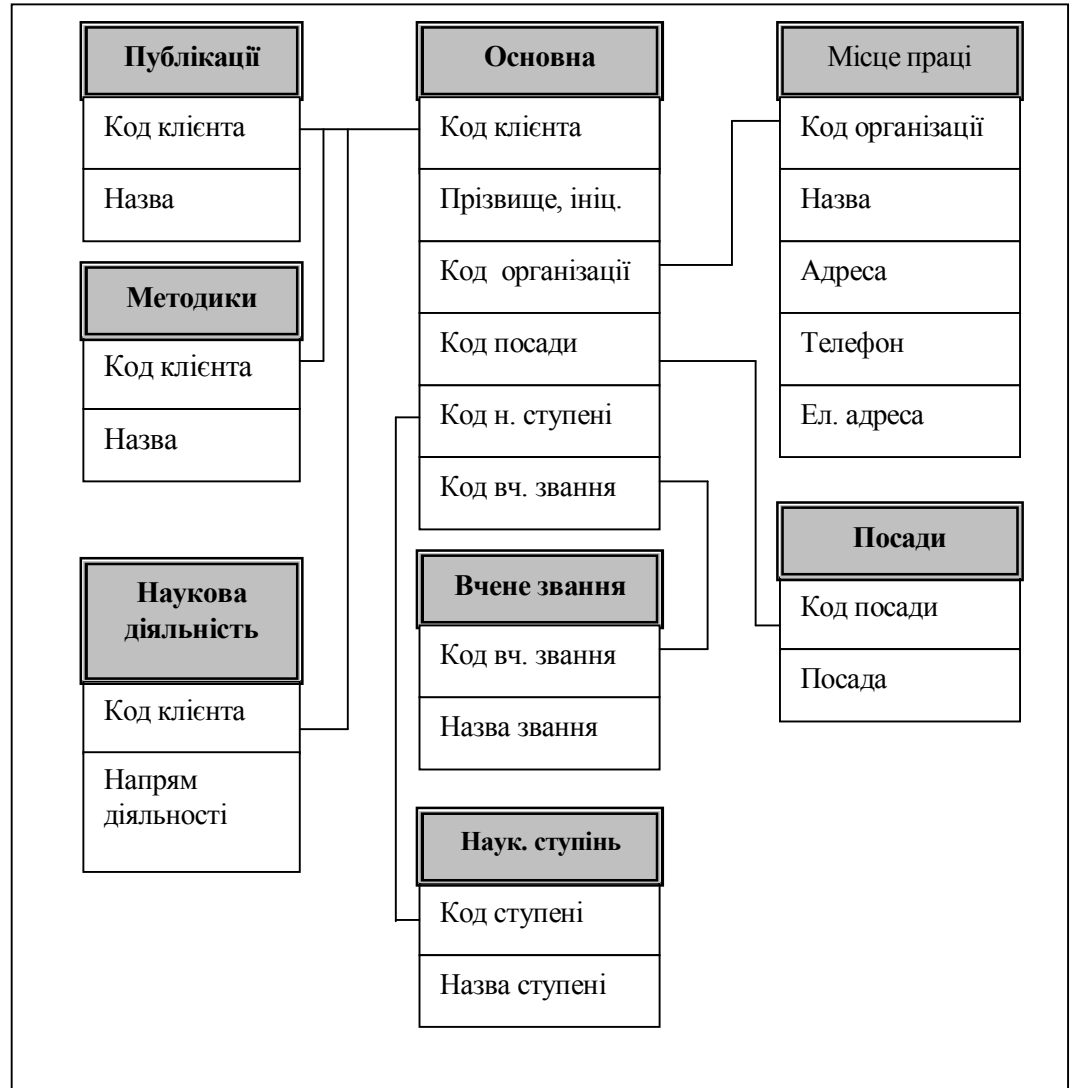 Публікації
Код клієнта
Назва
Методики
Код клієнта
Назва
Наукова
діяльність
Код клієнта
Напрям
діяльності
Основна
Код клієнта
Прізвище, ініц.
Код організації
Код посади
Код н. ступені
Код вч. звання
Вчене звання
Код вч. звання
Назва звання
Наук. ступінь
Код ступені
Назва ступені
Місце праці
Код організації
Назва
Адреса
Телефон
Ел. адреса
Посади
Код посади
Посада